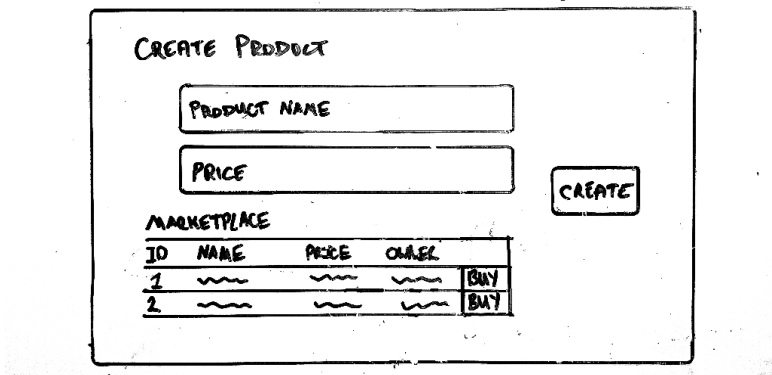 CREATE PRODUCT
PRODUCT NAME
PRICE
CREATE
MARKETPLACE
ID NAME PRICE OWNER
1 BUY
2 BUY